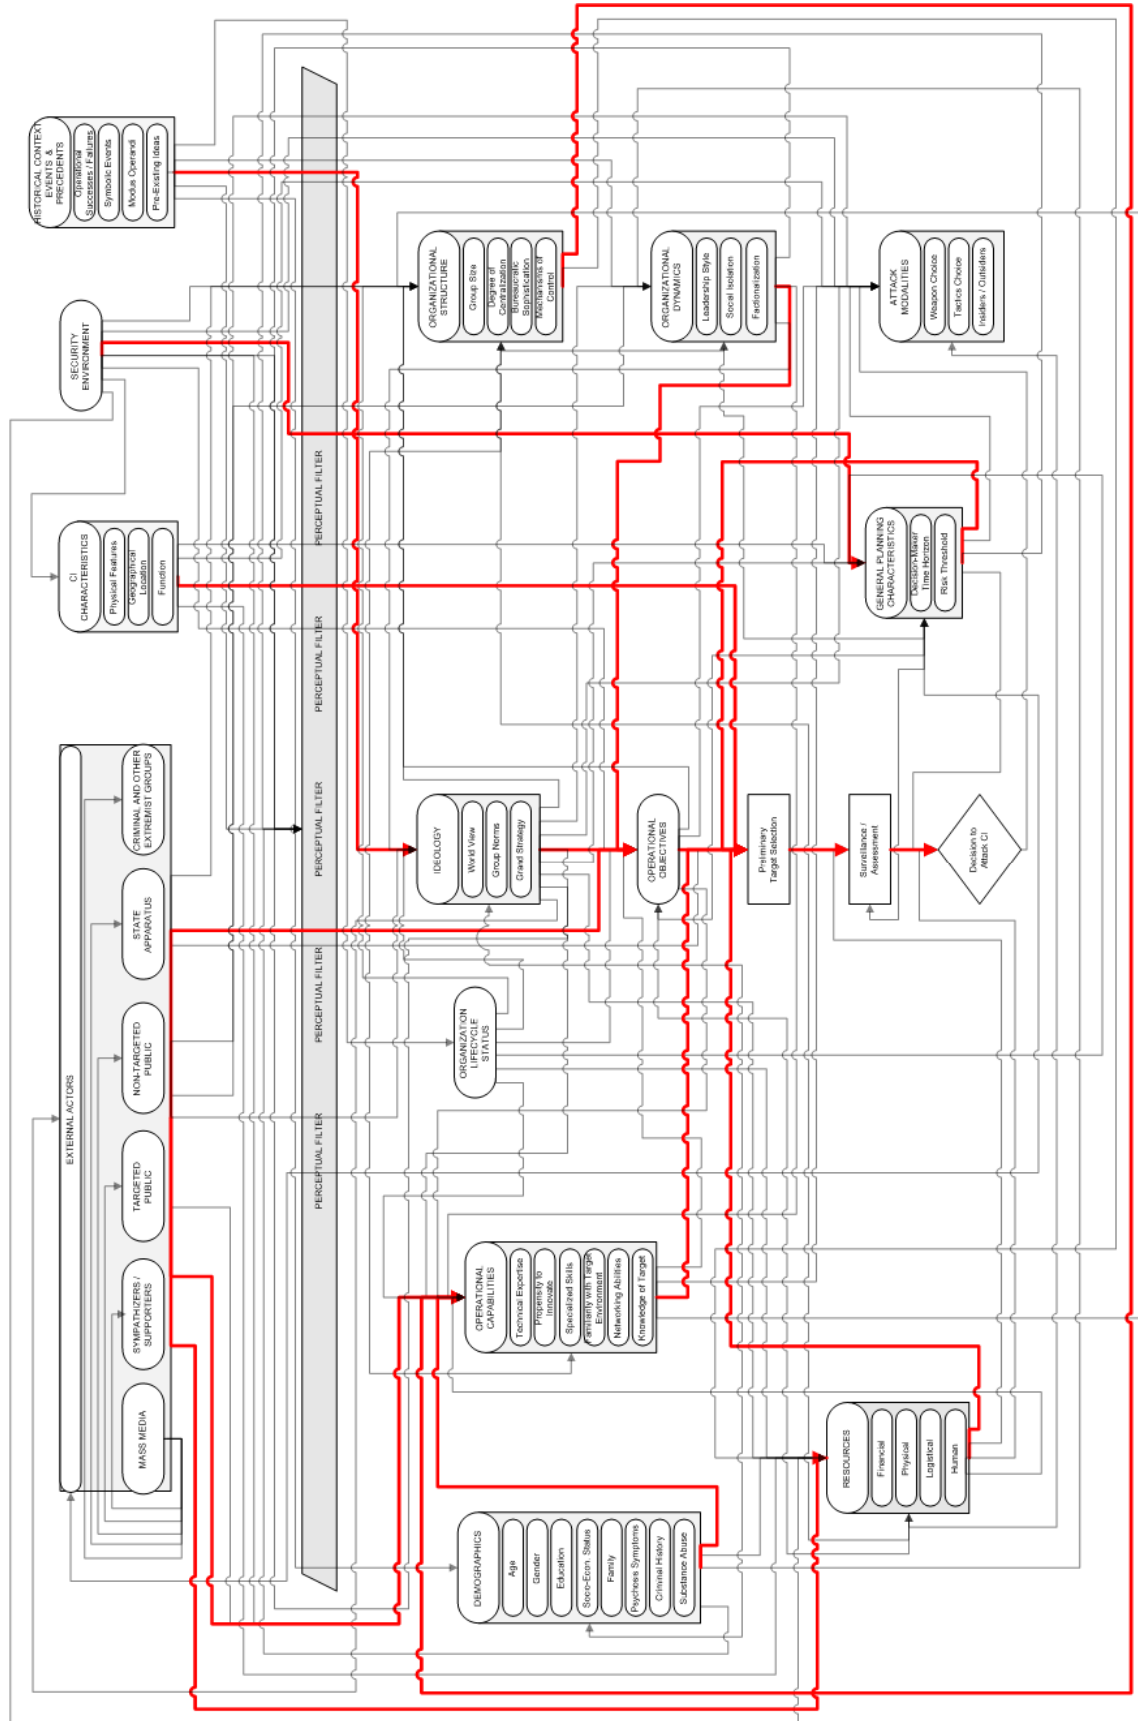 EXTERNAL ACTORS
MASS MEDIA
SYMPATHIZERS /
SUPPORTERS
TARGETED
PUBLIC
NON-TARGETED
PUBLIC
STATE
APPARATUS
CRIMINAL AND OTHER
EXTREMIST GROUPS
CI
CHARACTERISTICS
Physical Features
Geographical
Location
Function
SECURITY
ENVIRONMENT
HISTORICAL CONTEXT
EVENTS &
PRECEDENTS
Operational
Successes / Failures
Symbolic Events
Modus Operandi
Pre-Existing Ideas
PERCEPTUAL FILTER
PERCEPTUAL FILTER
PERCEPTUAL FILTER
PERCEPTUAL FILTER
PERCEPTUAL FILTER
DEMOGRAPHICS
Age
Gender
Education
Socio-Econ. Status
Family
Psychosis Symptoms
Criminal History
Substance Abuse
OPERATIONAL
CAPABILITIES
Technical Expertise
Propensity to
Innovate
Specialized Skills
Familiarity with Target
Environment
Networking Abilities
Knowledge of Target
ORGANIZATION
LIFECYCLE
STATUS
IDEOLOGY
World View
Group Norms
Grand Strategy
ORGANIZATIONAL
STRUCTURE
Group Size
Degree of
Centralization
Bureaucratic
Sophistication
Mechanisms of
Control
OPERATIONAL
OBJECTIVES
ORGANIZATIONAL
DYNAMICS
Leadership Style
Social Isolation
Factionalization
Preliminary
Target Selection
RESOURCES
Financial
Physical
Logistical
Human
Surveillance /
Assessment
GENERAL PLANNING
CHARACTERISTICS
Decision-Maker
Time Horizon
Risk Threshold
ATTACK
MODALITIES
Weapon Choice
Tactics Choice
Insiders / Outsiders
Decision to
Attack CI